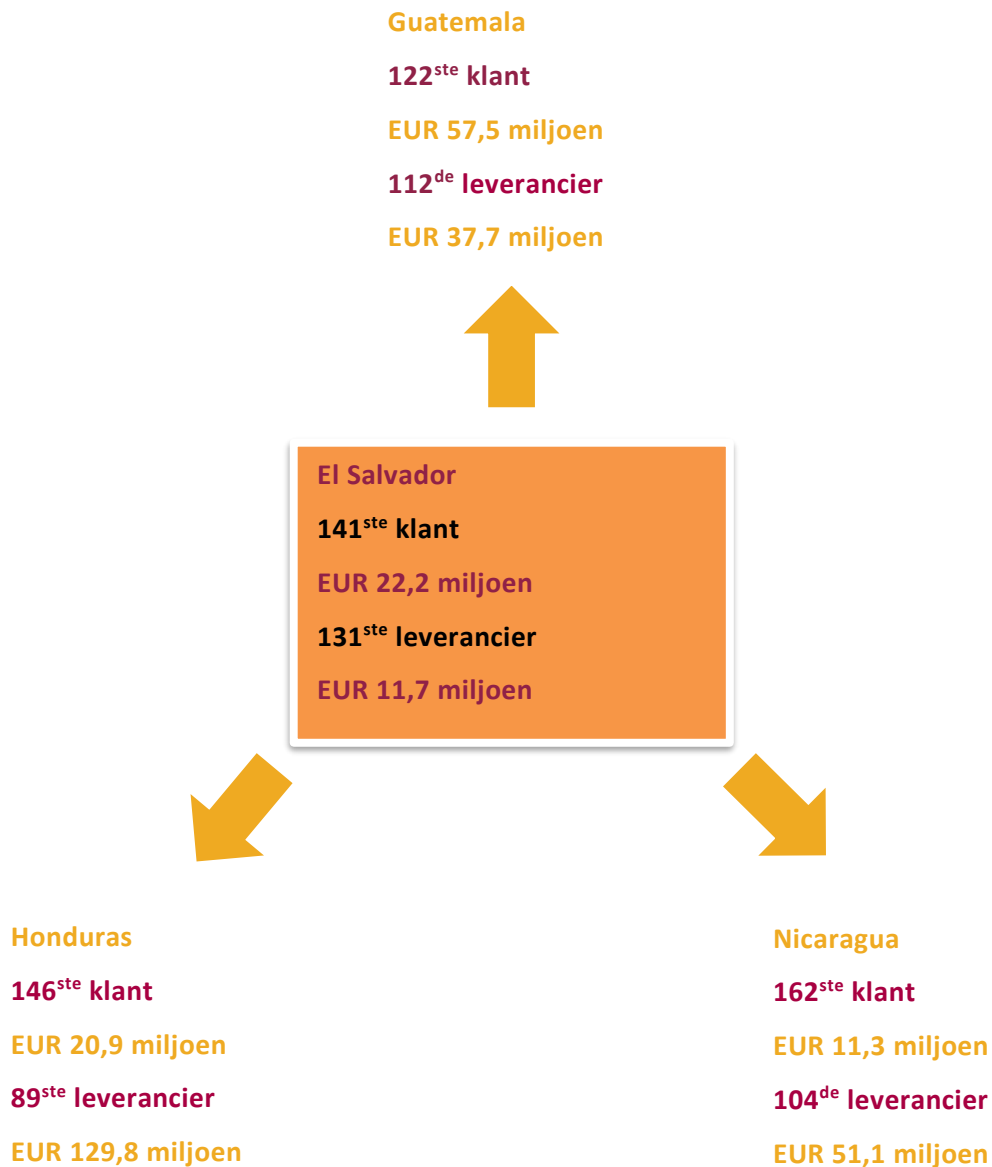 Guatemala
122ste klant
EUR 57,5 miljoen
112de leverancier
EUR 37,7 miljoen
El Salvador
141ste klant
EUR 22,2 miljoen
131ste leverancier
EUR 11,7 miljoen
Honduras
146ste klant
EUR 20,9 miljoen
89ste leverancier
EUR 129,8 miljoen
Nicaragua
162ste klant
EUR 11,3 miljoen
104de leverancier
EUR 51,1 miljoen